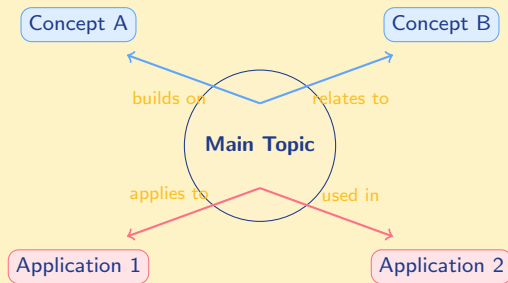 Concept A
Concept B
builds on
relates to
Main Topic
applies to
used in
Application 1
Application 2